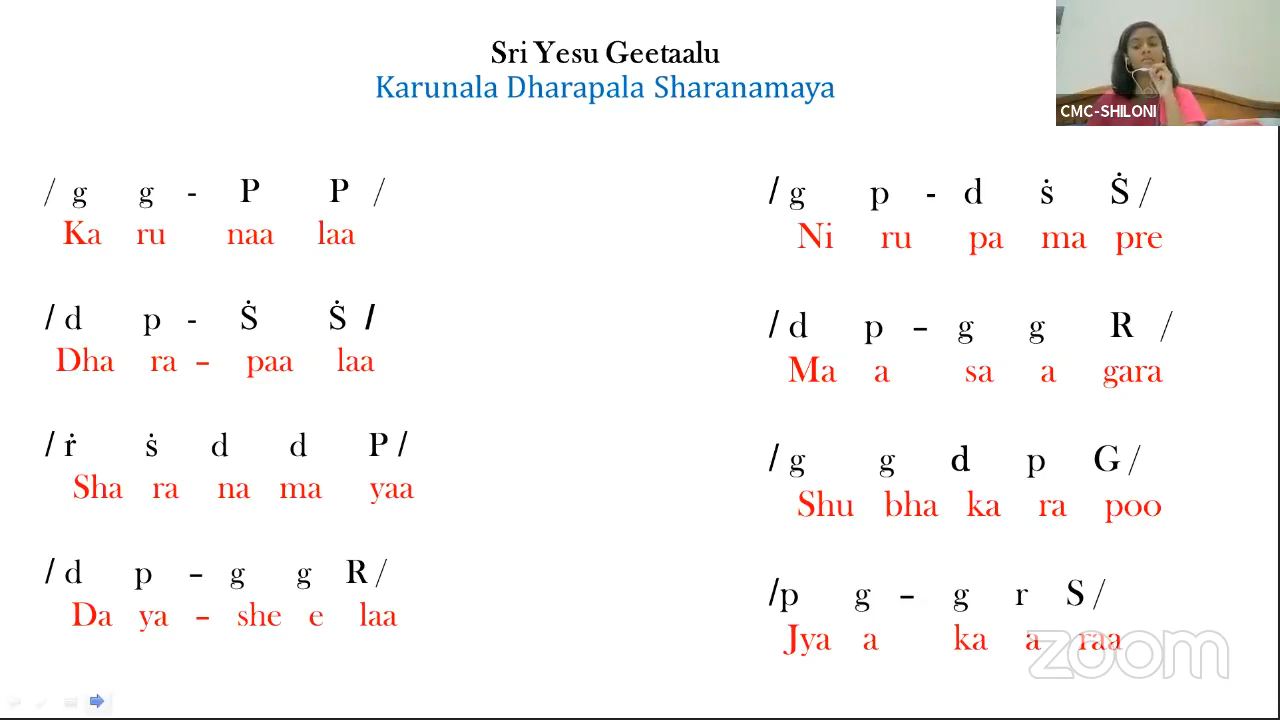 Sri Yesu Geetaalu
Karunala Dharapala Sharanamaya
CMC-SHILONI
/ g g - P P /
Ka ru naa laa
/ d p - Ṡ Ṡ /
Dha ra – paa laa
/ ṙ ṡ d d P /
Sha ra na ma yaa
/ d p – g g R /
Da ya – she e laa
/ g p - d ṡ Ṡ /
Ni ru pa ma pre
/ d p – g g R /
Ma a sa a gara
/ g g d p G /
Shu bha ka ra poo
/p g – g r S /
Jya a ka a raa
zoom